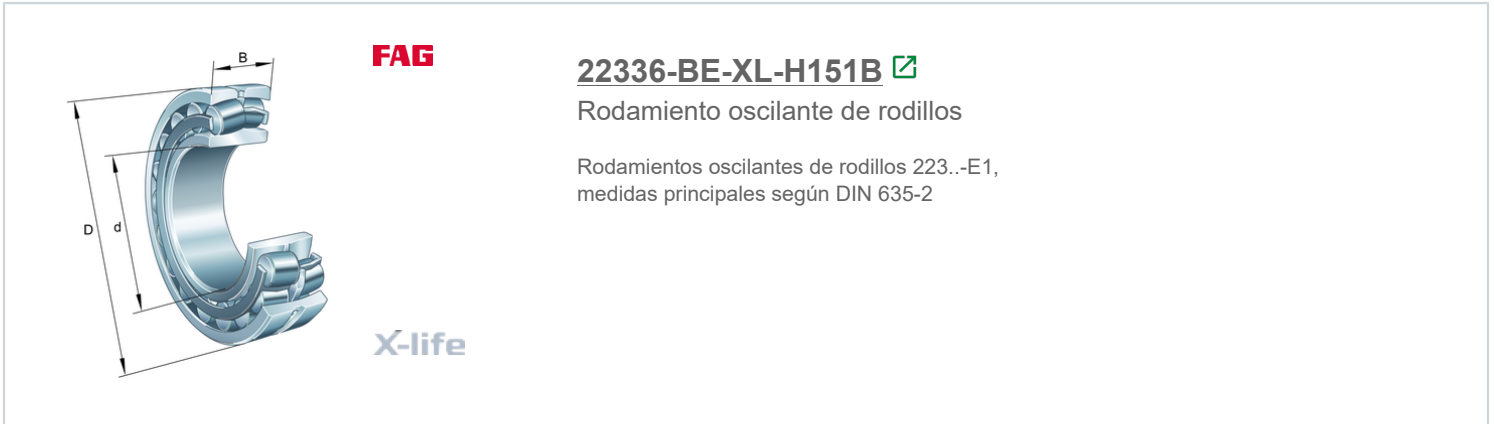 B
D
d
FAG
X-life
22336-BE-XL-H151B
Rodamiento oscilante de rodillos
Rodamientos oscilantes de rodillos 223..-E1,
medidas principales según DIN 635-2